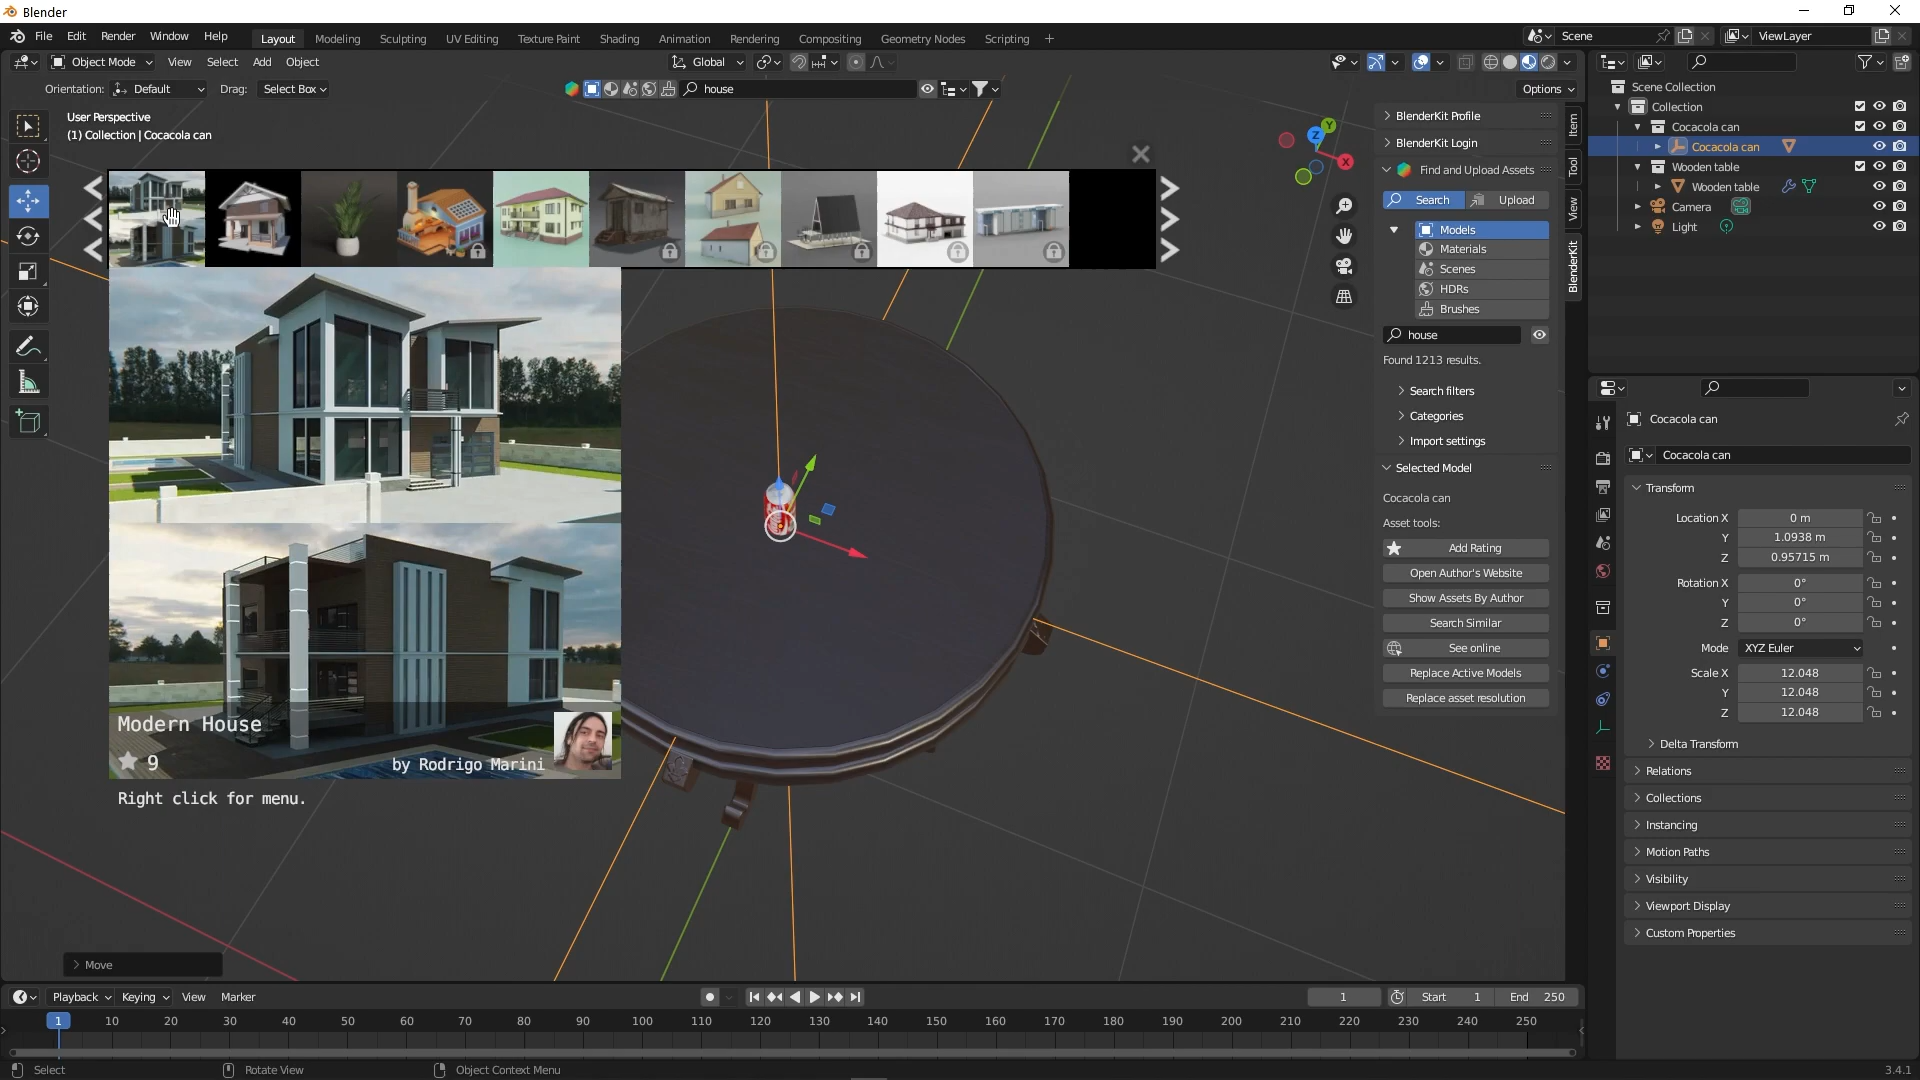 Blender
File Edit Render Window Help
Layout Modeling Sculpting UV Editing Texture Paint Shading Animation Rendering Compositing Geometry Nodes Scripting +
Scene
ViewLayer
Object Mode View Select Add Object
Global
Orientation: Default Drag: Select Box
house
Options
User Perspective
(1) Collection | Cocacola can
Y
Z
X
Item
Tool
View
BlenderKit
BlenderKit Profile
BlenderKit Login
Find and Upload Assets
Search Upload
Models
Materials
Scenes
HDRs
Brushes
house
Found 1213 results.
Search filters
Categories
Import settings
Selected Model
Cocacola can
Asset tools:
Add Rating
Open Author's Website
Show Assets By Author
Search Similar
See online
Replace Active Models
Replace asset resolution
Modern House
9
by Rodrigo Marini
Right click for menu.
Move
Scene Collection
Collection
Cocacola can
Cocacola can
Wooden table
Wooden table
Camera
Light
Cocacola can
Cocacola can
Transform
Location X 0 m
Y 1.0938 m
Z 0.95715 m
Rotation X 0°
Y 0°
Z 0°
Mode XYZ Euler
Scale X 12.048
Y 12.048
Z 12.048
Delta Transform
Relations
Collections
Instancing
Motion Paths
Visibility
Viewport Display
Custom Properties
Playback Keying View Marker
1 Start 1 End 250
1 10 20 30 40 50 60 70 80 90 100 110 120 130 140 150 160 170 180 190 200 210 220 230 240 250
Select Rotate View Object Context Menu
3.4.1